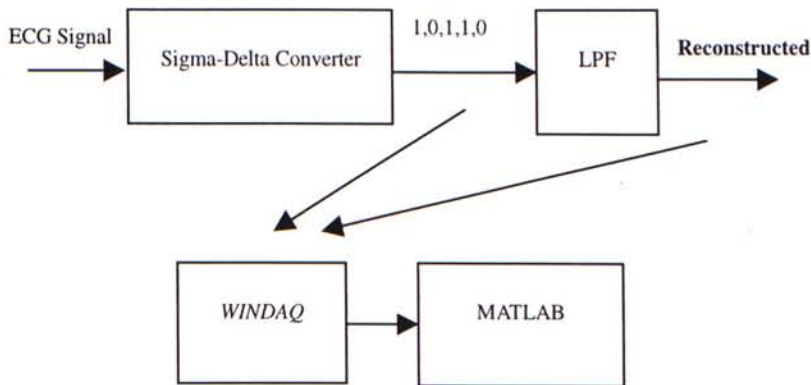 ECG Signal
Sigma-Delta Converter
1,0,1,1,0
LPF
Reconstructed
WINDAQ
MATLAB